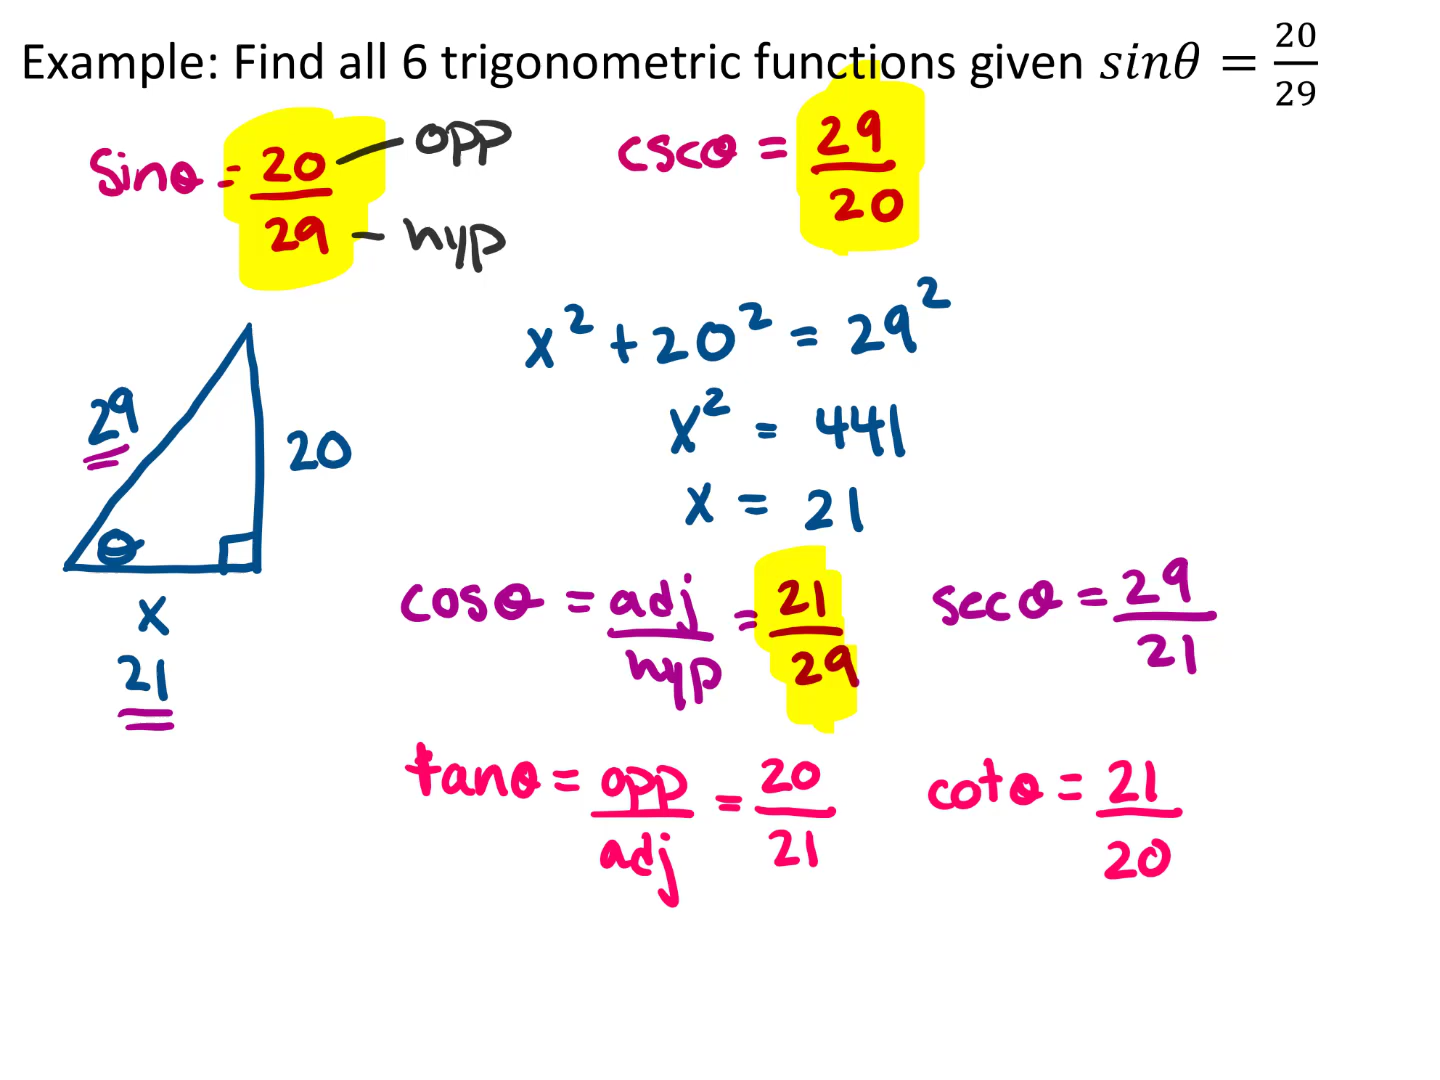 Example: Find all 6 trigonometric functions given sinθ = 20/29
sinθ = 20/29
opp
hyp
cscθ = 29/20
x² + 20² = 29²
x² = 441
x = 21
29
20
θ
x
21
cosθ = adj/hyp = 21/29
secθ = 29/21
tanθ = opp/adj = 20/21
cotθ = 21/20